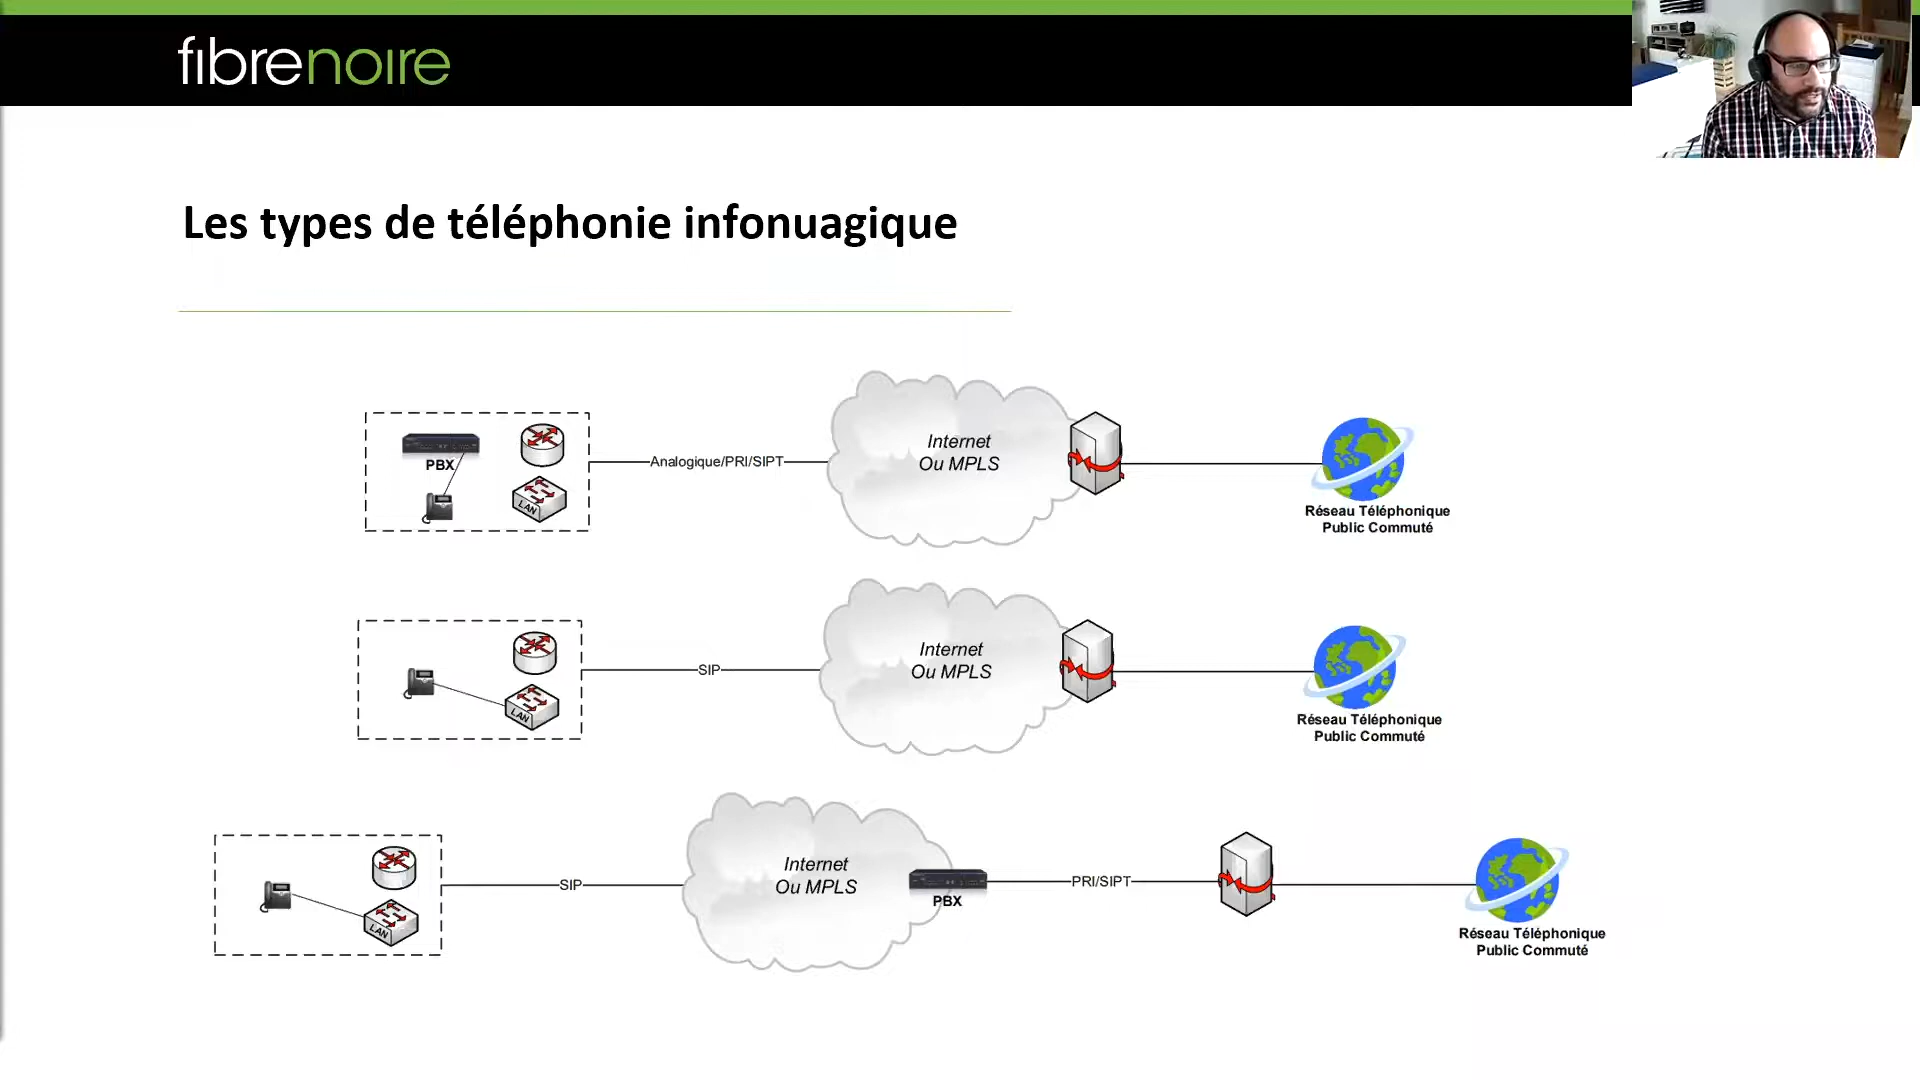 fibrenoire
Les types de téléphonie infonuagique
PBX
LAN
Analogique/PRI/SIPT
Internet
Ou MPLS
Réseau Téléphonique
Public Commuté
LAN
SIP
Internet
Ou MPLS
Réseau Téléphonique
Public Commuté
LAN
SIP
Internet
Ou MPLS
PBX
PRI/SIPT
Réseau Téléphonique
Public Commuté